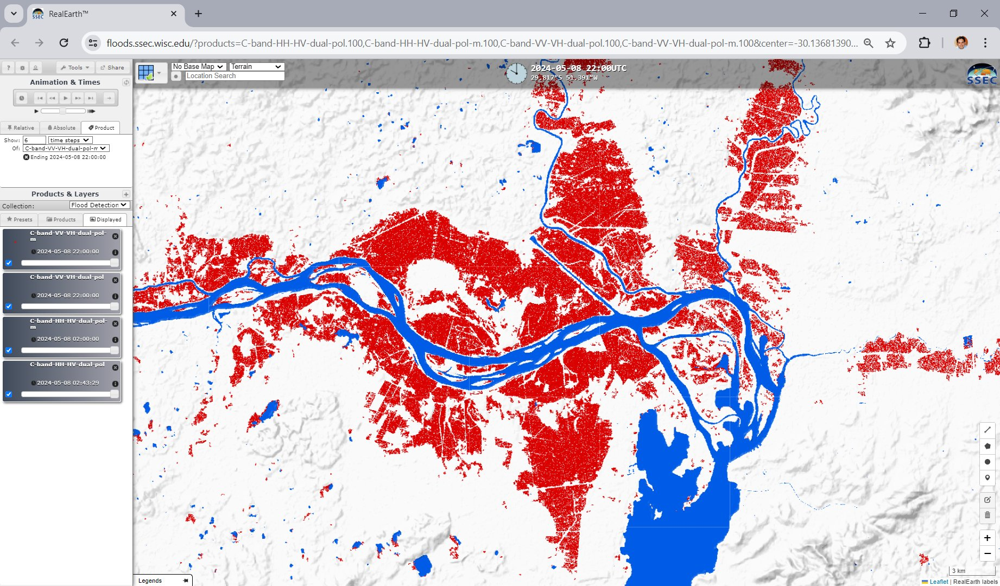 RealEarth™
floods.ssec.wisc.edu/?products=C-band-HH-HV-dual-pol.100,C-band-HH-HV-dual-pol-m.100,C-band-VV-VH-dual-pol.100,C-band-VV-VH-dual-pol-m.100&center=-30.13681390...
Tools
Share
No Base Map
Terrain
Location Search
2024-05-08 22:00UTC
29.817°S 51.391°W
SSEC
Animation & Times
Relative
Absolute
Product
Show: 6 time steps
Of: C-band-VV-VH-dual-pol-m
Ending 2024-05-08 22:00:00
Products & Layers
Collection: Flood Detection
Presets
Products
Displayed
C-band-VV-VH-dual-pol-
m
2024-05-08 22:00:00
C-band-VV-VH-dual-pol
2024-05-08 22:00:00
C-band-HH-HV-dual-pol-
m
2024-05-08 02:00:00
C-band-HH-HV-dual-pol
2024-05-08 02:43:29
Legends
3 km
Leaflet | RealEarth labels